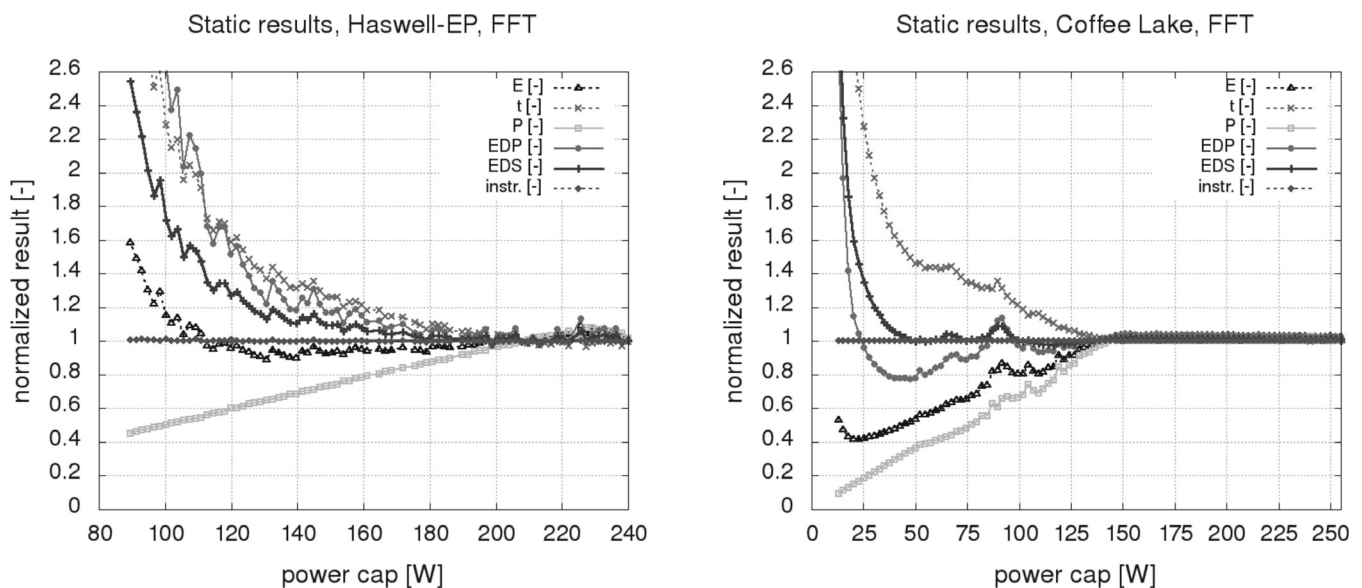 Static results, Haswell-EP, FFT
2.6
2.4
2.2
2
1.8
1.6
1.4
1.2
1
0.8
0.6
0.4
0.2
0
normalized result [-]
E [-]
t [-]
P [-]
EDP [-]
EDS [-]
instr. [-]
80 100 120 140 160 180 200 220 240
power cap [W]
Static results, Coffee Lake, FFT
2.6
2.4
2.2
2
1.8
1.6
1.4
1.2
1
0.8
0.6
0.4
0.2
0
normalized result [-]
E [-]
t [-]
P [-]
EDP [-]
EDS [-]
instr. [-]
0 25 50 75 100 125 150 175 200 225 250
power cap [W]